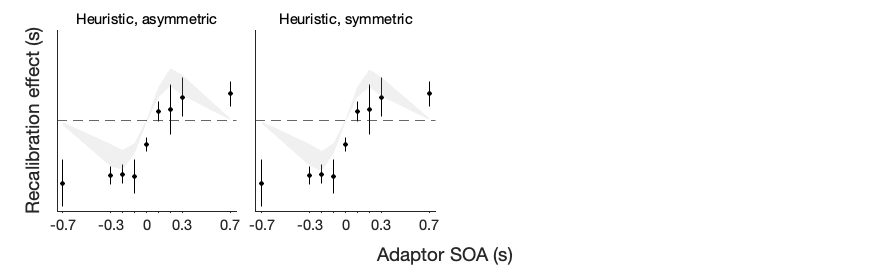 Heuristic, asymmetric
Heuristic, symmetric
Recalibration effect (s)
-0.7 -0.3 0 0.3 0.7
-0.7 -0.3 0 0.3 0.7
Adaptor SOA (s)